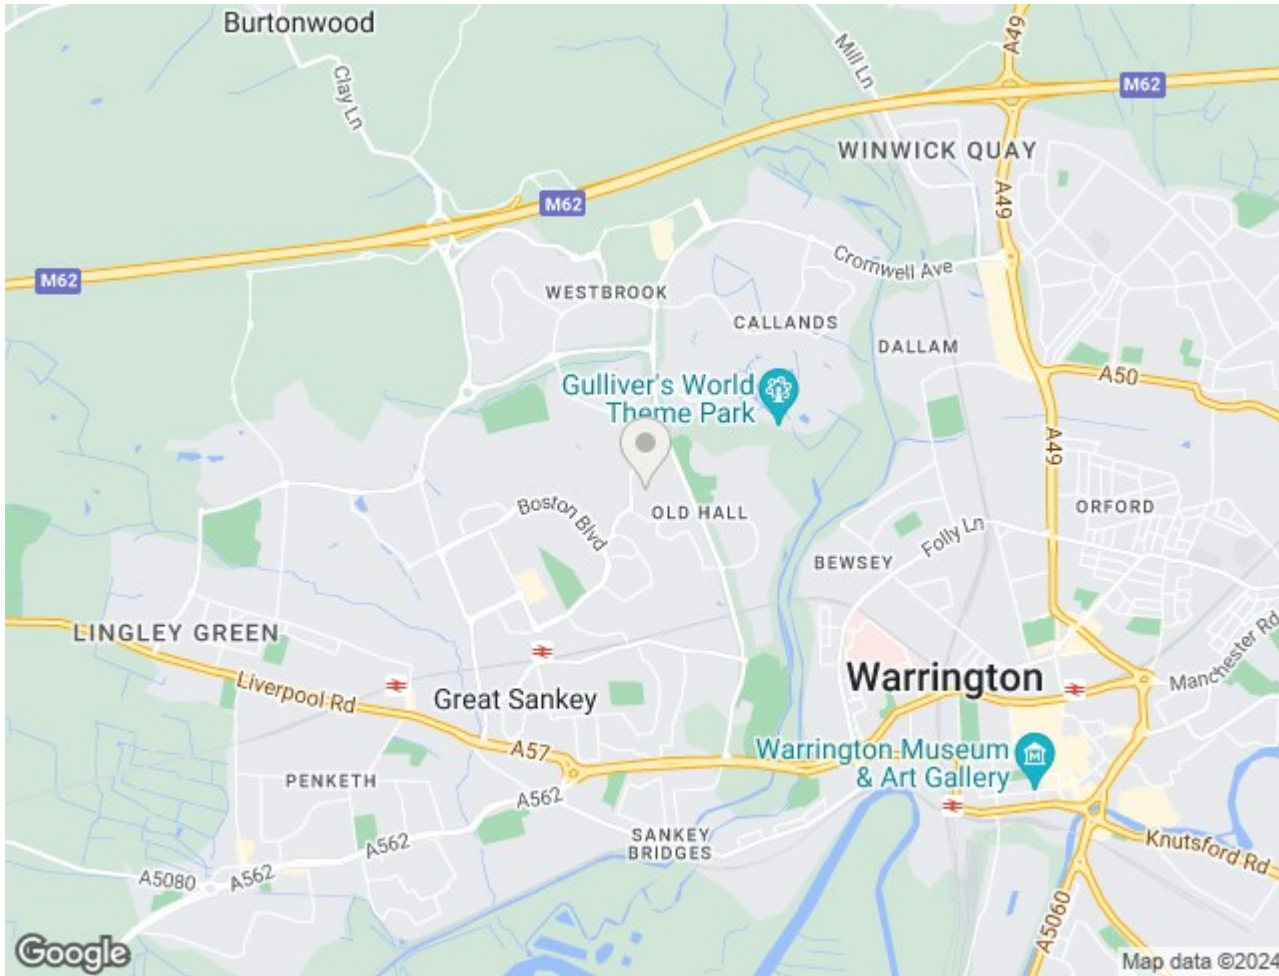 Burtonwood
Clay Ln
Mill Ln
A49
M62
WINWICK QUAY
M62
A49
M62
Cromwell Ave
WESTBROOK
CALLANDS
DALLAM
Gulliver's World
Theme Park
A50
A49
Boston Blvd
OLD HALL
ORFORD
Folly Ln
BEWSEY
LINGLEY GREEN
Manchester Rd
Liverpool Rd
Great Sankey
Warrington
A57
Warrington Museum
& Art Gallery
PENKETH
A562
SANKEY
BRIDGES
A562
Knutsford Rd
A5080
A562
A5060
Google
Map data ©2024